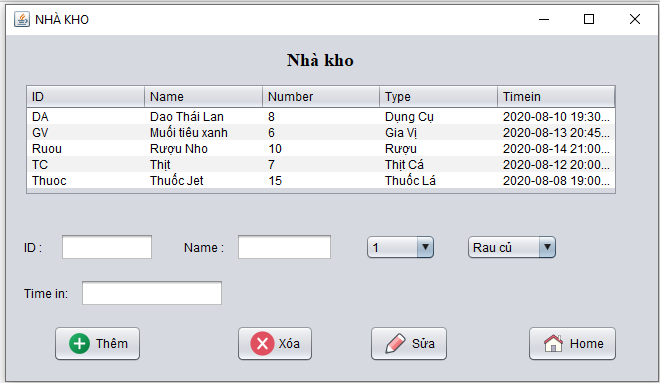 NHÀ KHO
Nhà kho
ID Name Number Type Timein
DA Dao Thái Lan 8 Dụng Cụ 2020-08-10 19:30...
GV Muối tiêu xanh 6 Gia Vị 2020-08-13 20:45...
Ruou Rượu Nho 10 Rượu 2020-08-14 21:00...
TC Thịt 7 Thịt Cá 2020-08-12 20:00...
Thuoc Thuốc Jet 15 Thuốc Lá 2020-08-08 19:00...
ID : Name : 1 Rau củ
Time in:
Thêm Xóa Sửa Home